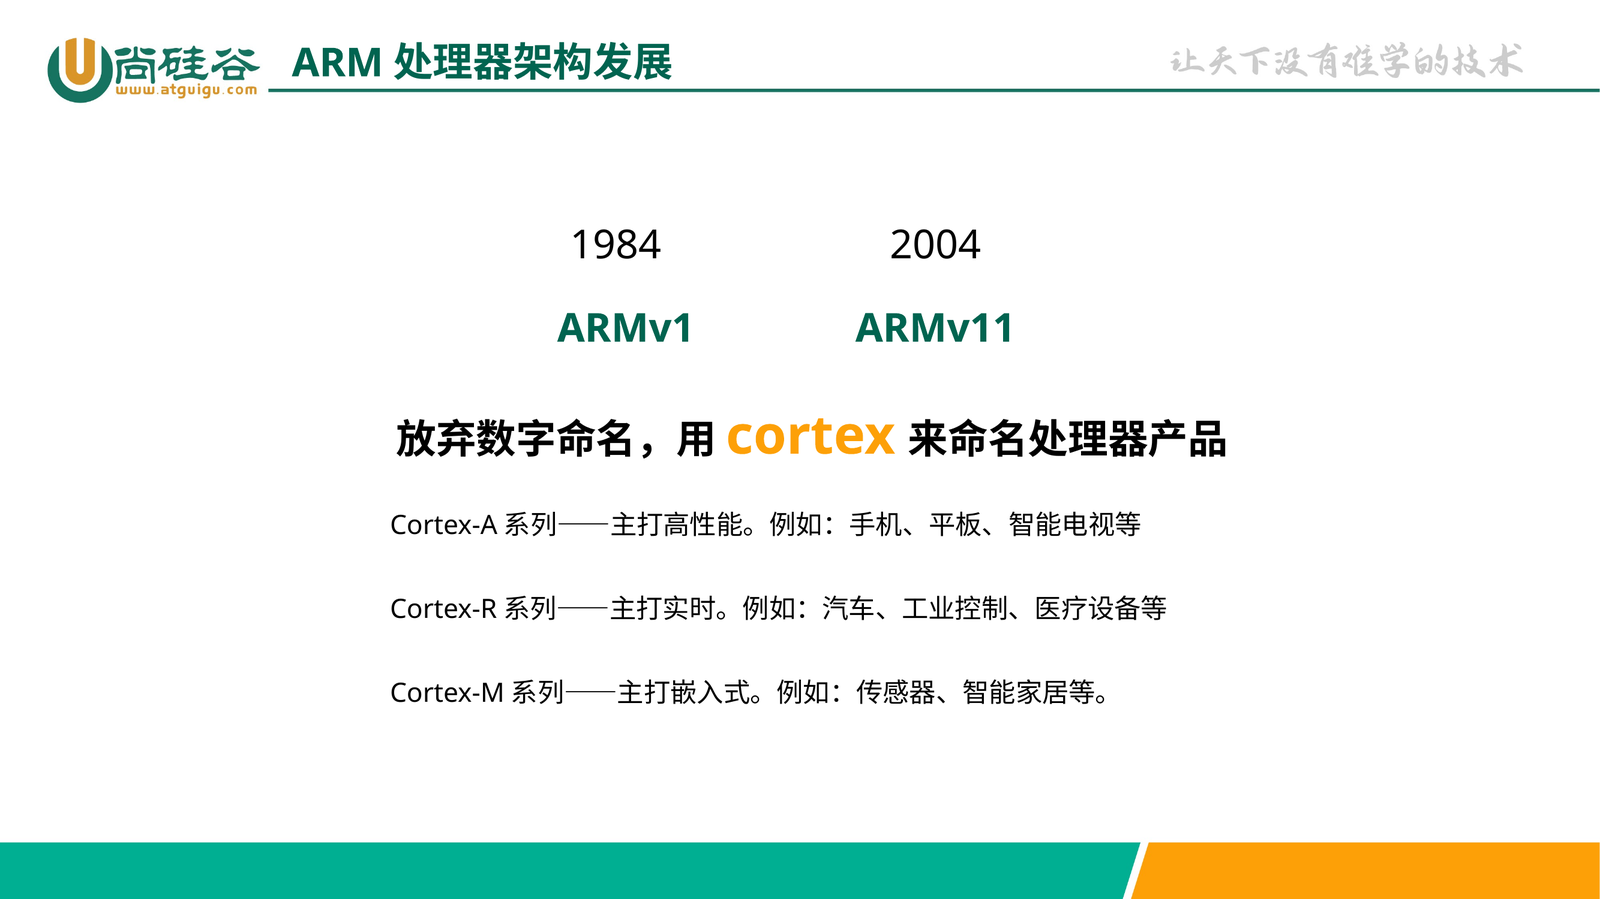 尚硅谷
www.atguigu.com
ARM 处理器架构发展
让天下没有难学的技术
1984 2004
ARMv1 ARMv11
放弃数字命名，用 cortex 来命名处理器产品
Cortex-A 系列——主打高性能。例如：手机、平板、智能电视等
Cortex-R 系列——主打实时。例如：汽车、工业控制、医疗设备等
Cortex-M 系列——主打嵌入式。例如：传感器、智能家居等。